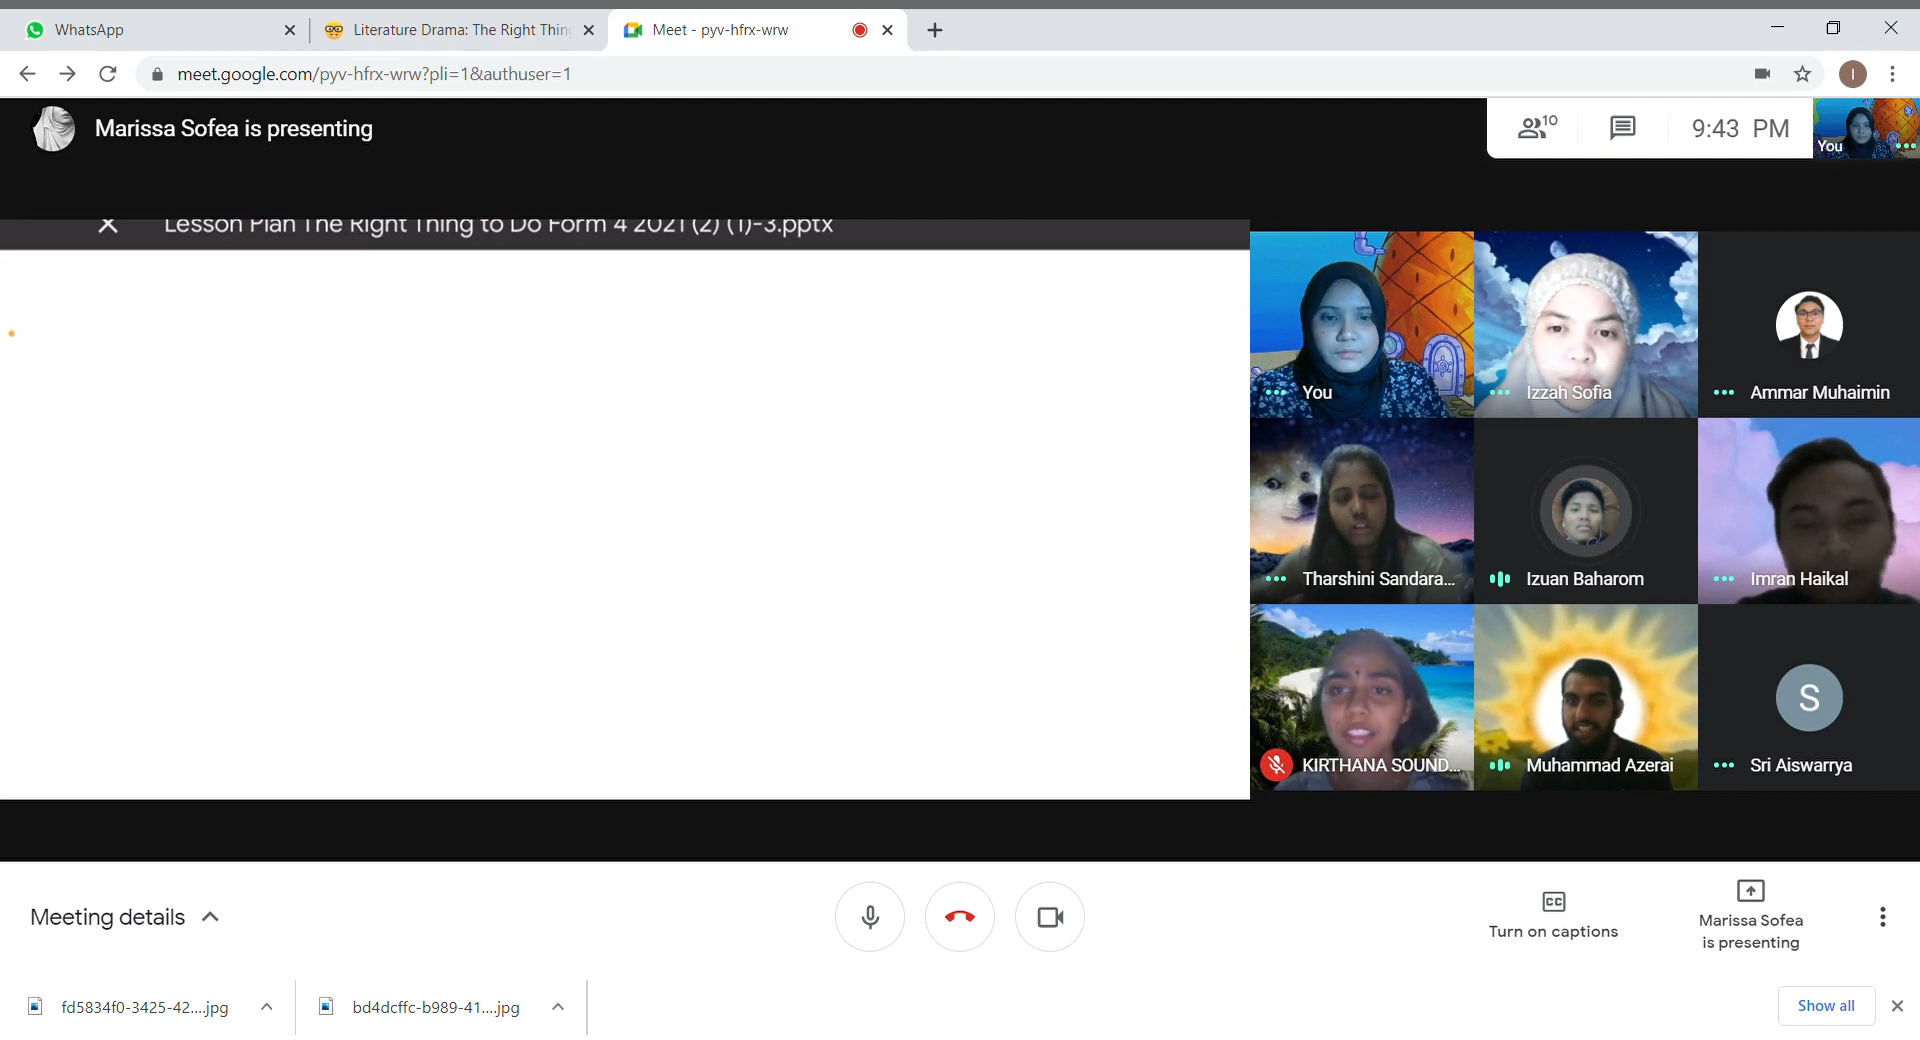 WhatsApp
Literature Drama: The Right Thin
Meet - pyv-hfrx-wrw
meet.google.com/pyv-hfrx-wrw?pli=1&authuser=1
I
Marissa Sofea is presenting
10
9:43 PM
You
Lesson Plan The Right Thing to Do Form 4 2021 (2) (1)-3.pptx
You
Izzah Sofia
Ammar Muhaimin
Tharshini Sandara...
Izuan Baharom
Imran Haikal
KIRTHANA SOUND...
Muhammad Azerai
S
Sri Aiswarrya
Meeting details
CC
Turn on captions
Marissa Sofea
is presenting
fd5834f0-3425-42....jpg
bd4dcffc-b989-41....jpg
Show all